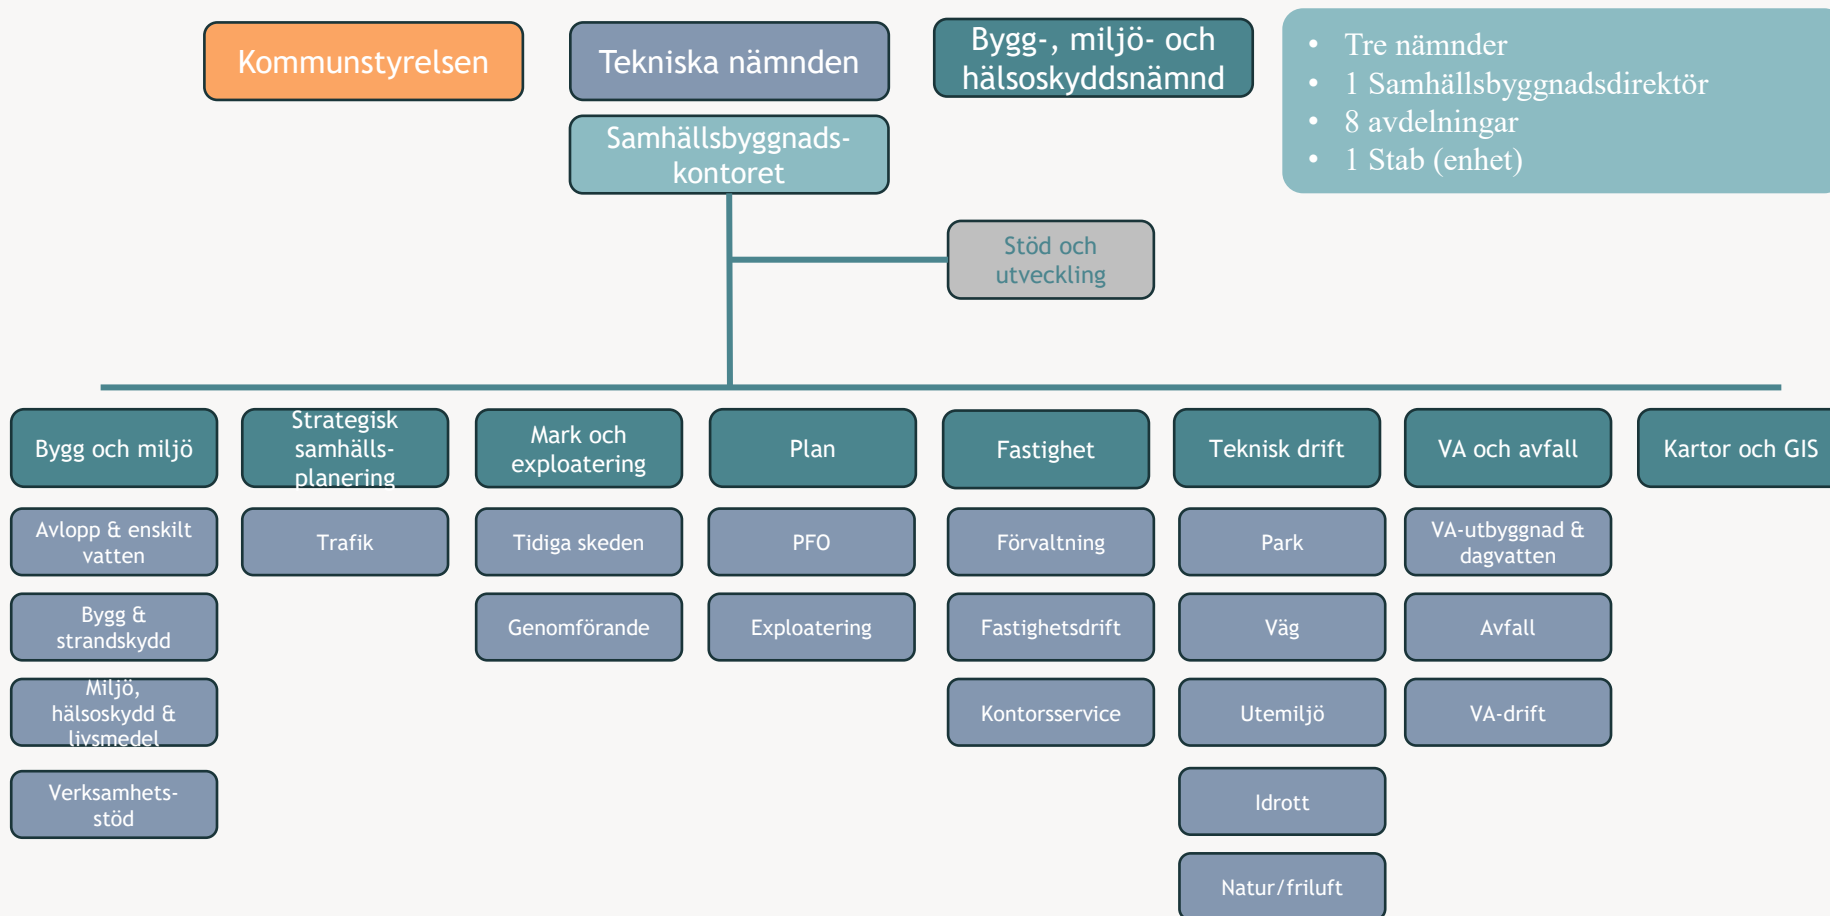 Kommunstyrelsen
Tekniska nämnden
Bygg-, miljö- och
hälsoskyddsnämnd
• Tre nämnder
• 1 Samhällsbyggnadsdirektör
• 8 avdelningar
• 1 Stab (enhet)
Samhällsbyggnads-
kontoret
Stöd och
utveckling
Bygg och miljö
Strategisk
samhälls-
planering
Mark och
exploatering
Plan
Fastighet
Teknisk drift
VA och avfall
Kartor och GIS
Avlopp & enskilt
vatten
Trafik
Tidiga skeden
PFO
Förvaltning
Park
VA-utbyggnad &
dagvatten
Bygg &
strandskydd
Genomförande
Exploatering
Fastighetsdrift
Väg
Avfall
Miljö,
hälsoskydd &
livsmedel
Kontorsservice
Utemiljö
VA-drift
Verksamhets-
stöd
Idrott
Natur/friluft